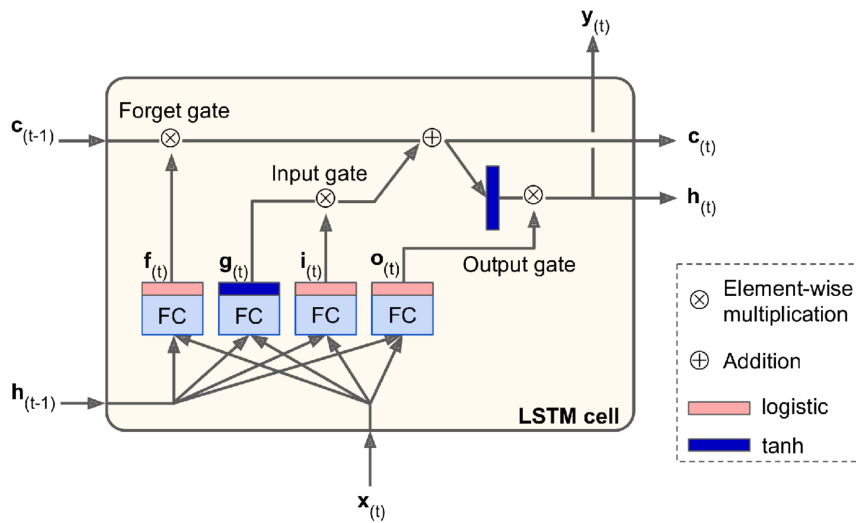 y(t)
Forget gate
c(t-1)
c(t)
Input gate
h(t)
f(t) g(t) i(t) o(t)
Output gate
FC FC FC FC
Element-wise
multiplication
Addition
h(t-1)
LSTM cell
logistic
tanh
x(t)